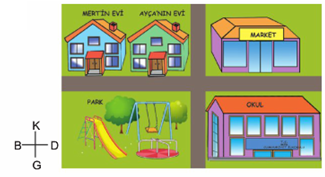 MERT'İN EVİ AYÇA'NIN EVİ
MARKET
PARK
OKUL
K
B D
G